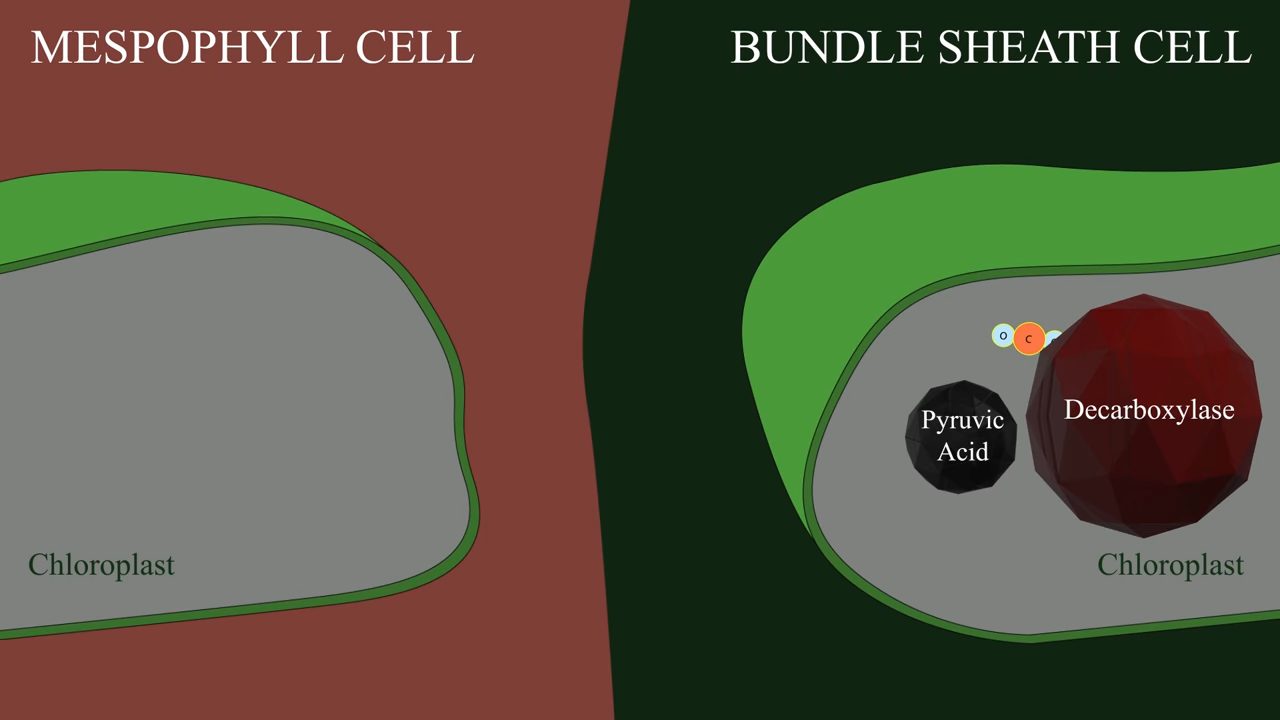 MESPOPHYLL CELL
BUNDLE SHEATH CELL
O C
Pyruvic
Acid
Decarboxylase
Chloroplast
Chloroplast